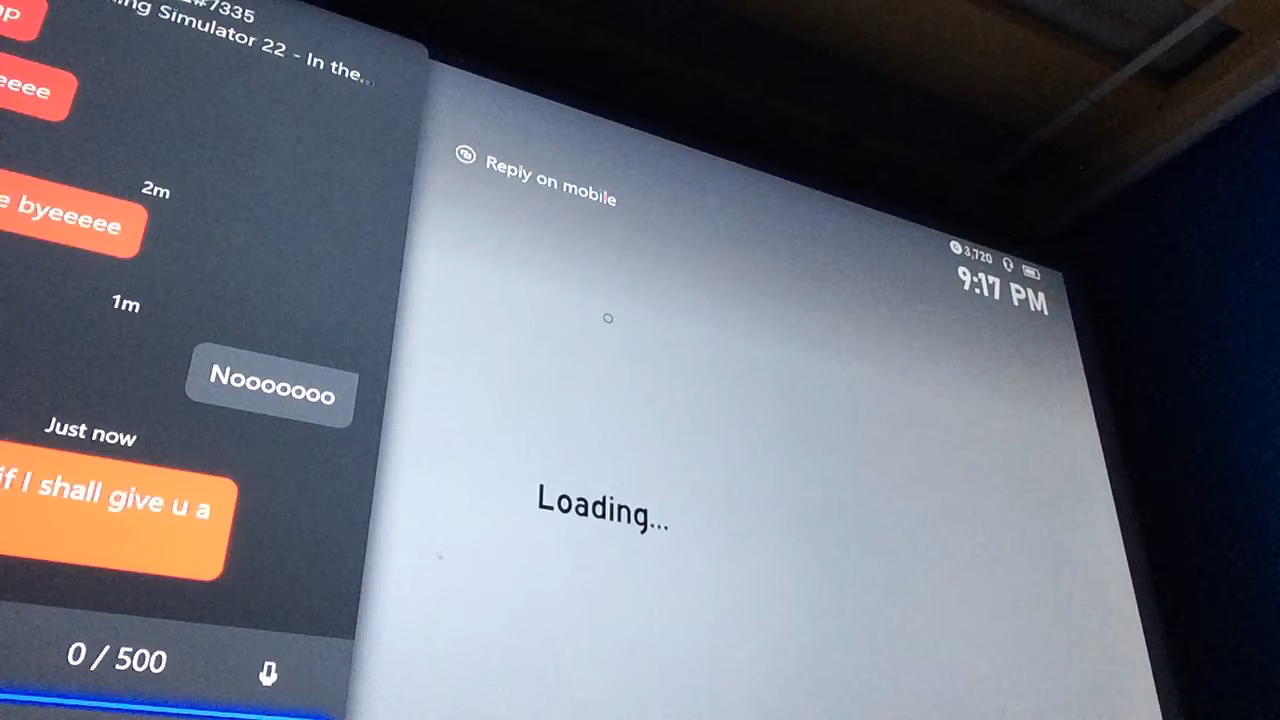 #7335
ing Simulator 22 - In the...
ap
eeee
2m
e byeeeee
1m
Nooooooo
Just now
if I shall give u a
0 / 500
Reply on mobile
3,720
9:17 PM
Loading...